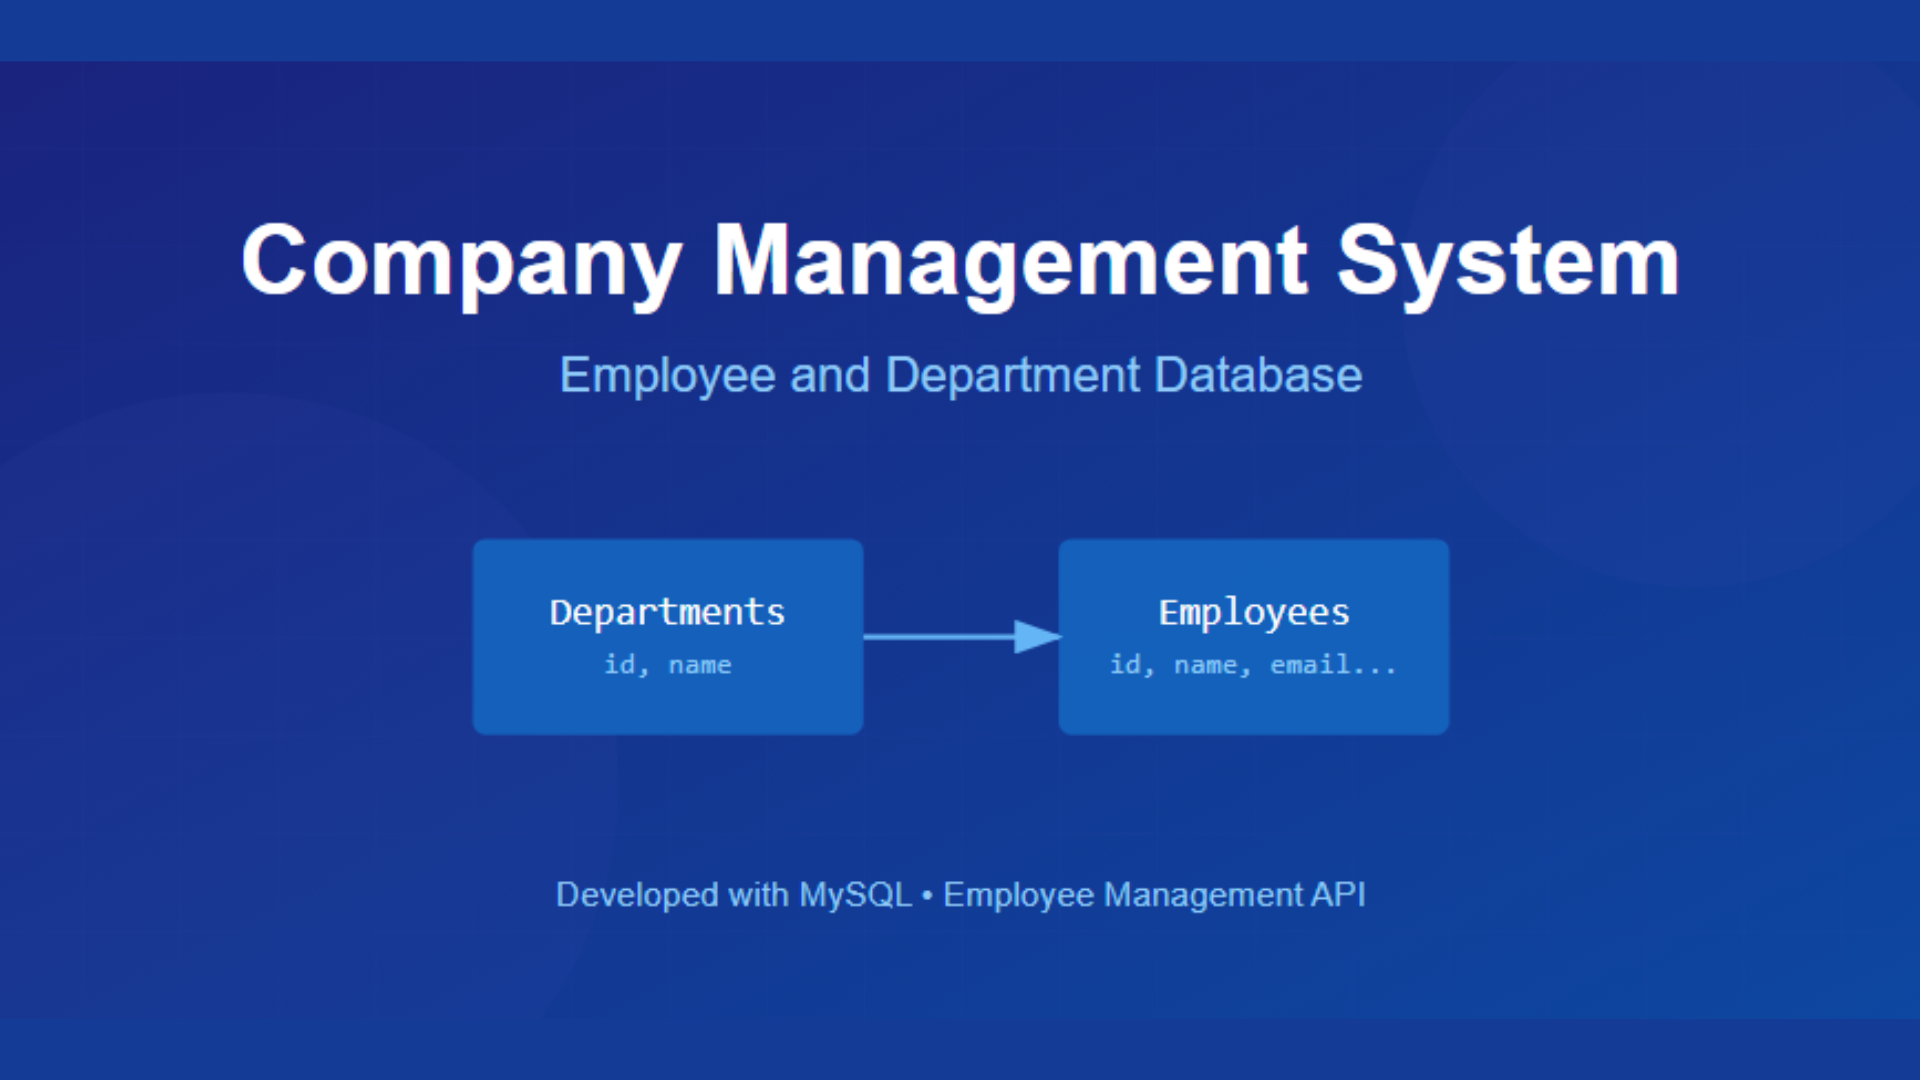 Company Management System
Employee and Department Database
Departments
id, name
Employees
id, name, email...
Developed with MySQL • Employee Management API